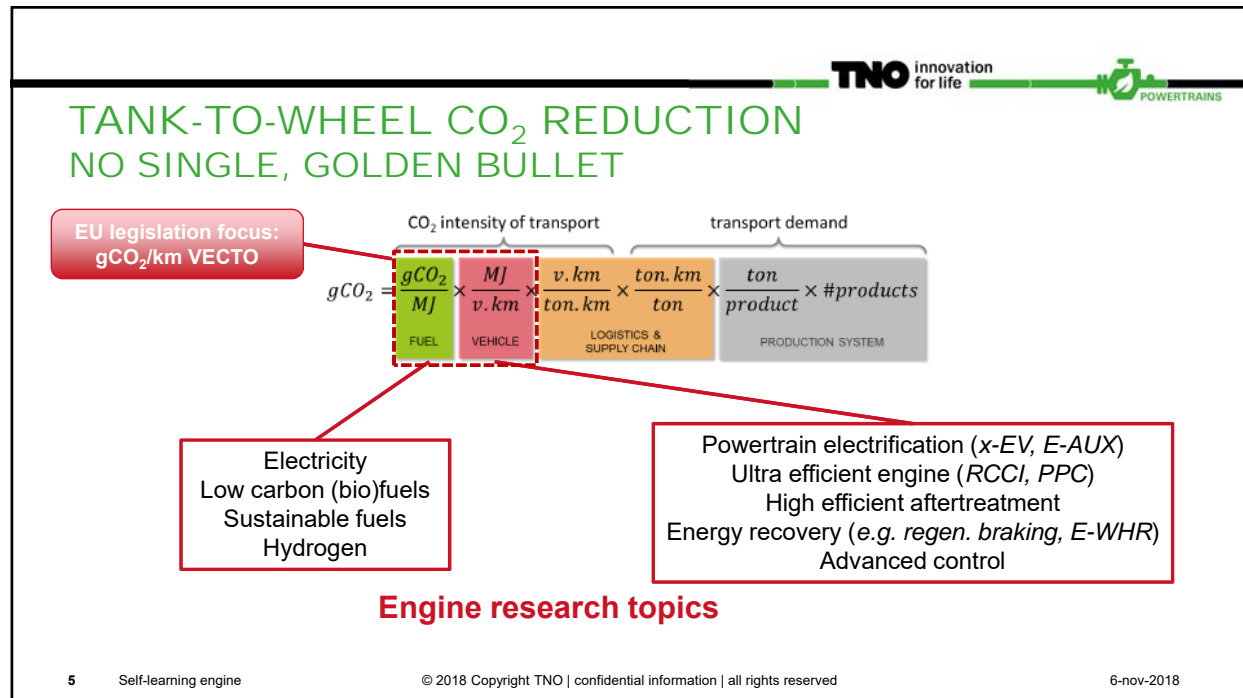 TNO innovation
for life
POWERTRAINS
TANK-TO-WHEEL CO₂ REDUCTION
NO SINGLE, GOLDEN BULLET
EU legislation focus:
gCO₂/km VECTO
CO₂ intensity of transport transport demand
gCO₂ = gCO₂/MJ × MJ/v.km × v.km/ton.km × ton.km/ton × ton/product × #products
FUEL VEHICLE LOGISTICS &
SUPPLY CHAIN PRODUCTION SYSTEM
Electricity
Low carbon (bio)fuels
Sustainable fuels
Hydrogen
Powertrain electrification (x-EV, E-AUX)
Ultra efficient engine (RCCI, PPC)
High efficient aftertreatment
Energy recovery (e.g. regen. braking, E-WHR)
Advanced control
Engine research topics
5 Self-learning engine © 2018 Copyright TNO | confidential information | all rights reserved 6-nov-2018